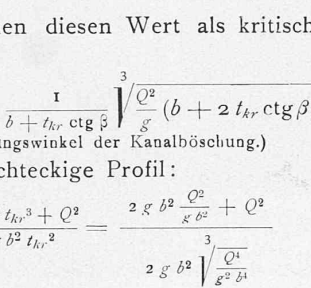 en diesen Wert als kritisch
1 / (b + t_kr ctg β) ∛ Q²/g (b + 2 t_kr ctg β
ngswinkel der Kanalböschung.)
chteckige Profil:
t_kr³ + Q² / b² t_kr² = (2 g b² Q²/(g b²) + Q²) / (2 g b² ∛ Q⁴/(g² b⁴))